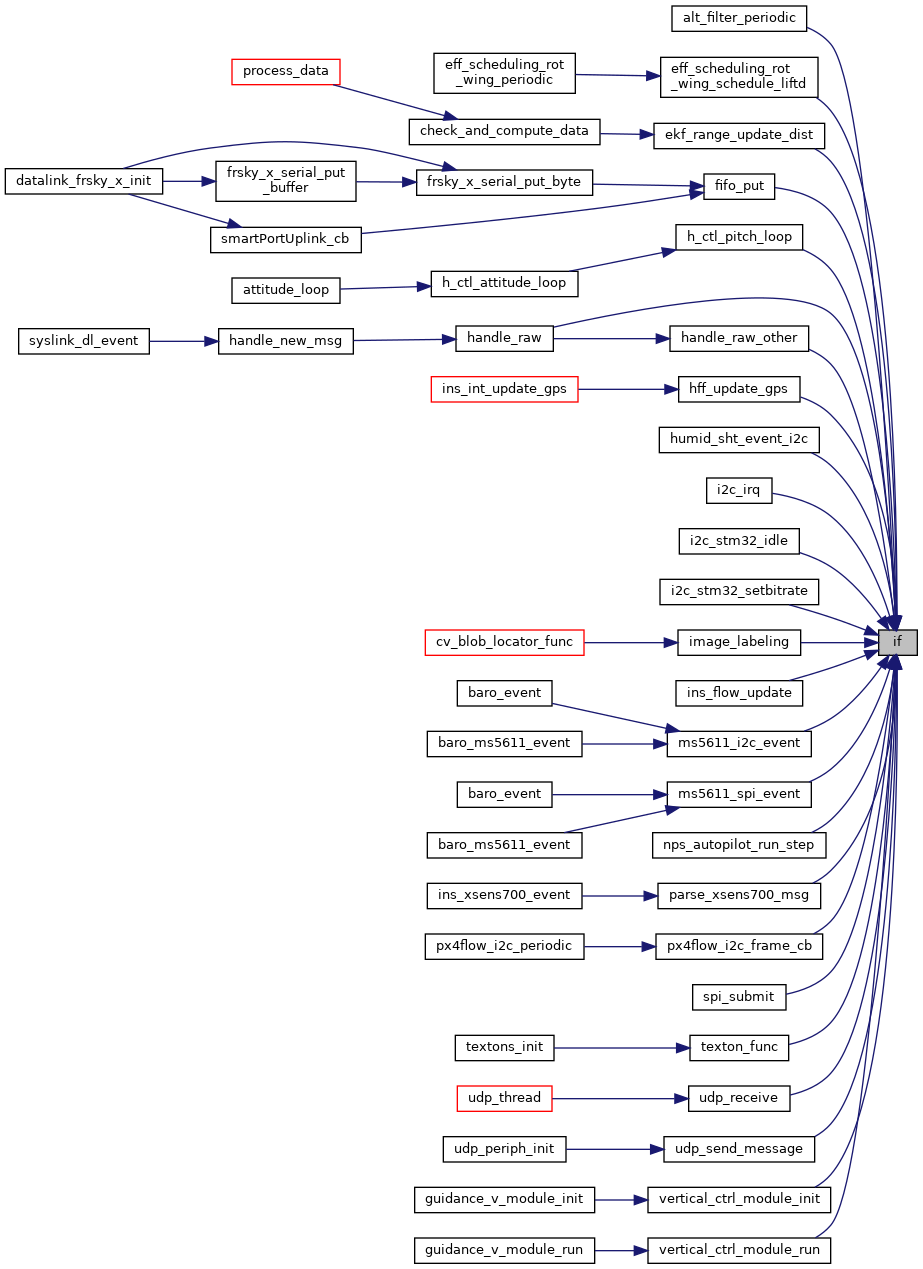 alt_filter_periodic
process_data
eff_scheduling_rot
_wing_periodic
eff_scheduling_rot
_wing_schedule_liftd
check_and_compute_data
ekf_range_update_dist
datalink_frsky_x_init
frsky_x_serial_put
_buffer
frsky_x_serial_put_byte
fifo_put
smartPortUplink_cb
h_ctl_pitch_loop
attitude_loop
h_ctl_attitude_loop
syslink_dl_event
handle_new_msg
handle_raw
handle_raw_other
ins_int_update_gps
hff_update_gps
humid_sht_event_i2c
i2c_irq
i2c_stm32_idle
i2c_stm32_setbitrate
cv_blob_locator_func
image_labeling
if
baro_event
ins_flow_update
baro_ms5611_event
ms5611_i2c_event
baro_event
ms5611_spi_event
baro_ms5611_event
nps_autopilot_run_step
ins_xsens700_event
parse_xsens700_msg
px4flow_i2c_periodic
px4flow_i2c_frame_cb
spi_submit
textons_init
texton_func
udp_thread
udp_receive
udp_periph_init
udp_send_message
guidance_v_module_init
vertical_ctrl_module_init
guidance_v_module_run
vertical_ctrl_module_run